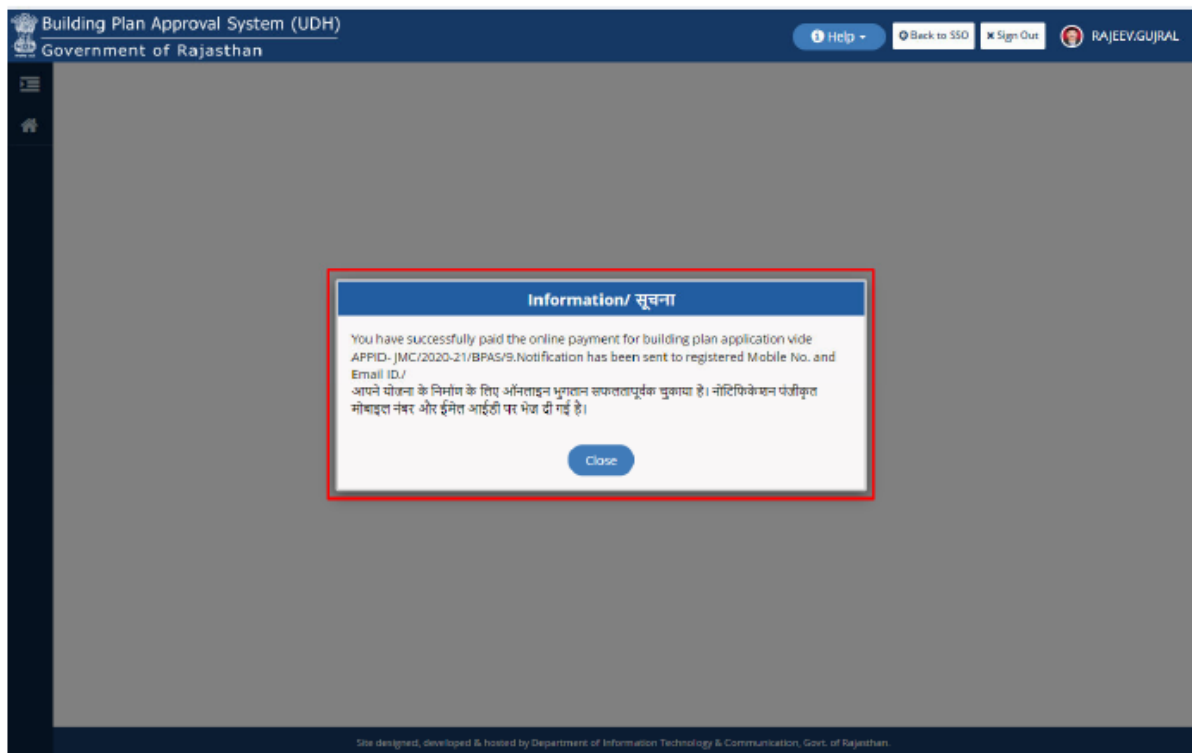 Building Plan Approval System (UDH)
Government of Rajasthan
Help
Back to SSO
Sign Out
RAJEEV.GUJRAL
Information/ सूचना
You have successfully paid the online payment for building plan application vide
APPID- JMC/2020-21/BPAS/9.Notification has been sent to registered Mobile No. and
Email ID./
आपने योजना के निर्माण के लिए ऑनलाइन भुगतान सफलतापूर्वक चुकाया है। नोटिफिकेशन पंजीकृत
मोबाइल नंबर और ईमेल आईडी पर भेज दी गई है।
Close
Site designed, developed & hosted by Department of Information Technology & Communication, Govt. of Rajasthan.